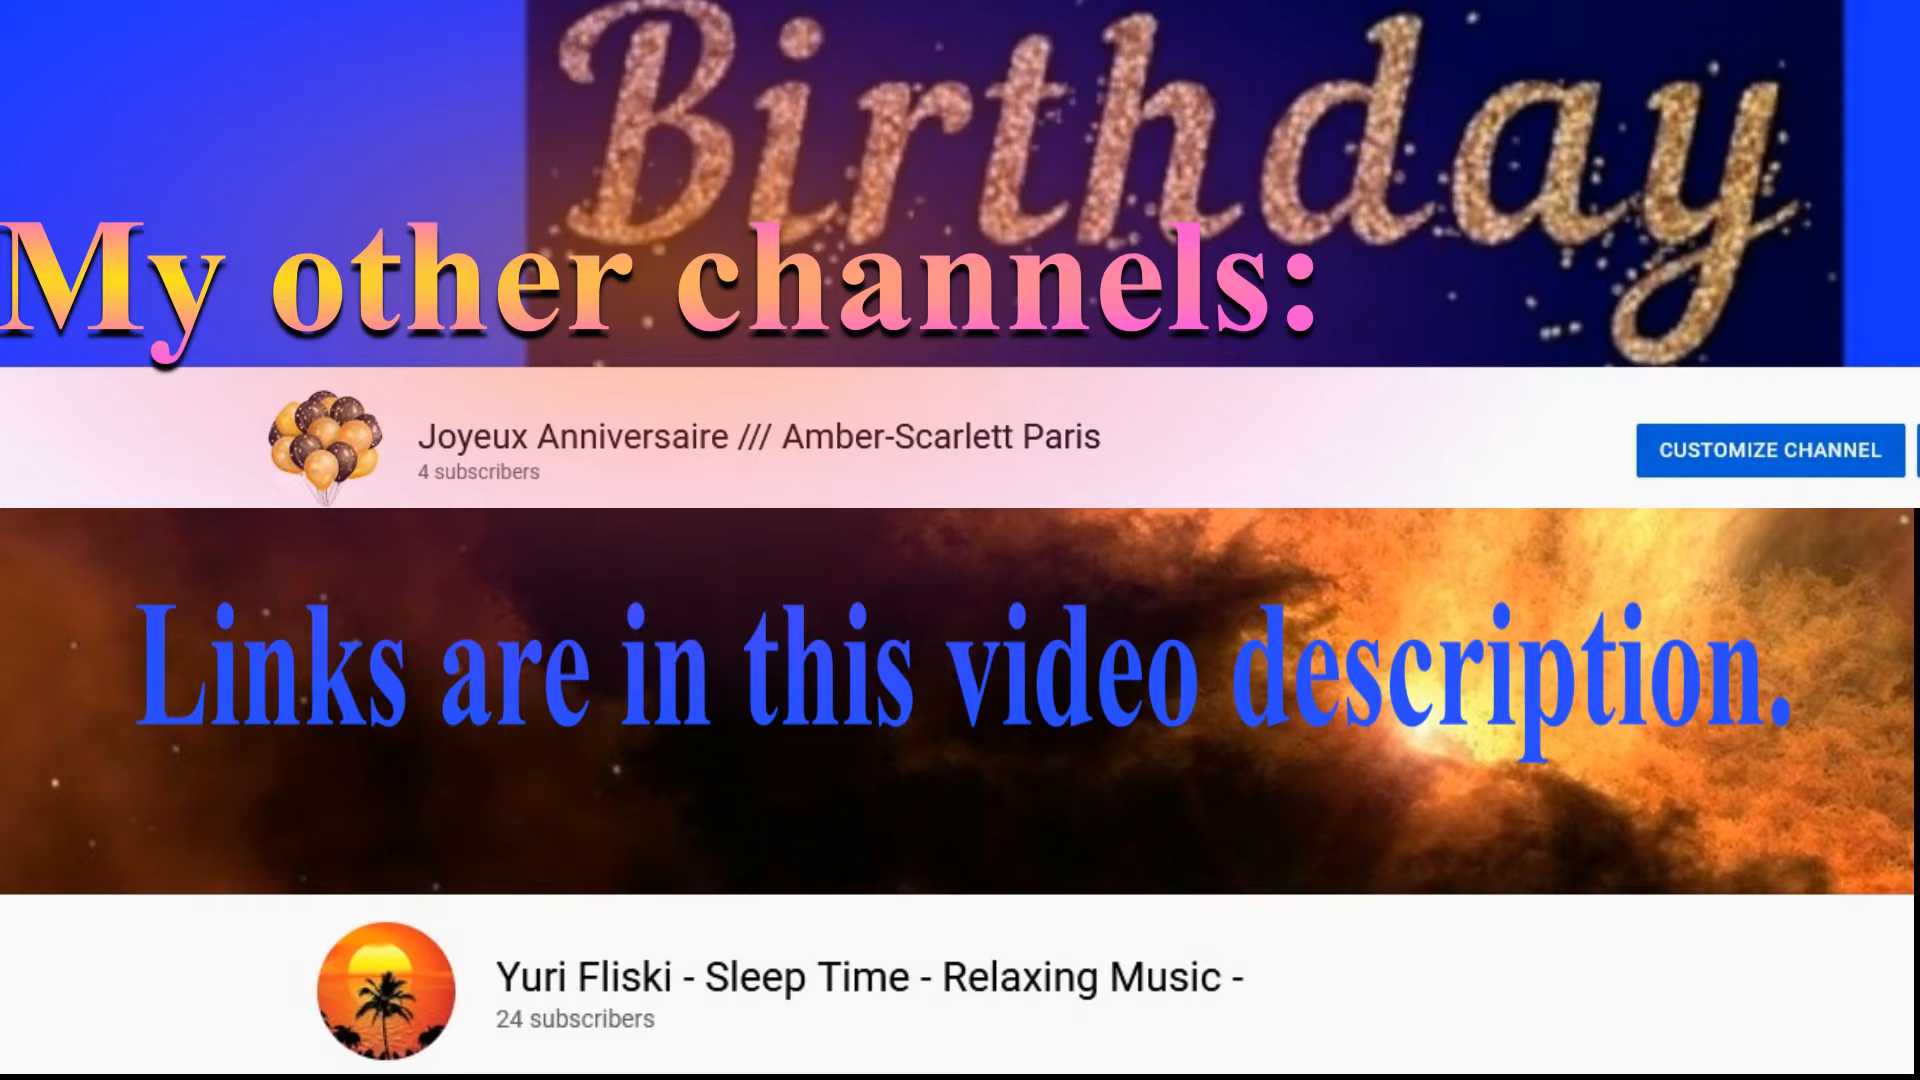 Birthday
My other channels:
Joyeux Anniversaire /// Amber-Scarlett Paris
4 subscribers
CUSTOMIZE CHANNEL
Links are in this video description.
Yuri Fliski - Sleep Time - Relaxing Music -
24 subscribers